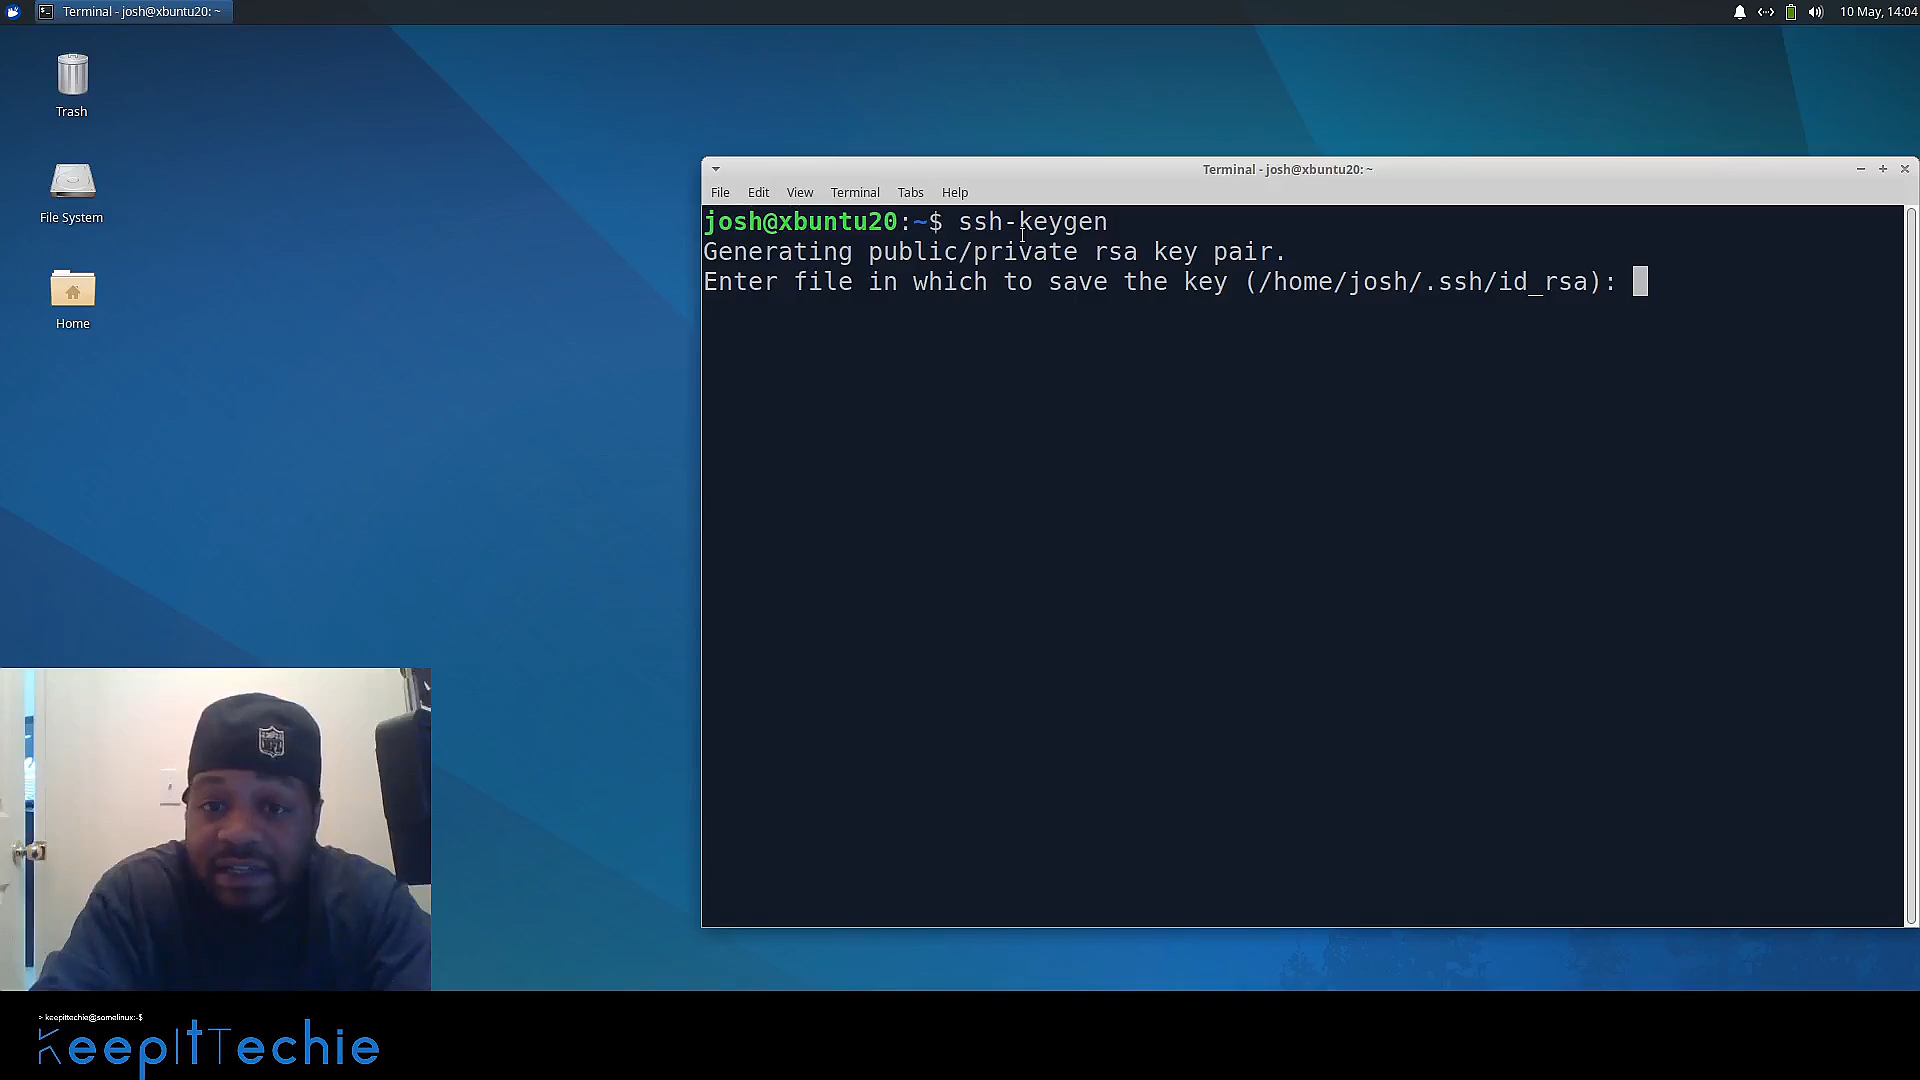 Terminal - josh@xbuntu20: ~
10 May, 14:04
Trash
File System
Home
Terminal - josh@xbuntu20: ~
File Edit View Terminal Tabs Help
josh@xbuntu20:~$ ssh-keygen
Generating public/private rsa key pair.
Enter file in which to save the key (/home/josh/.ssh/id_rsa):
> keepittechie@somelinux:-$
KeepItTechie